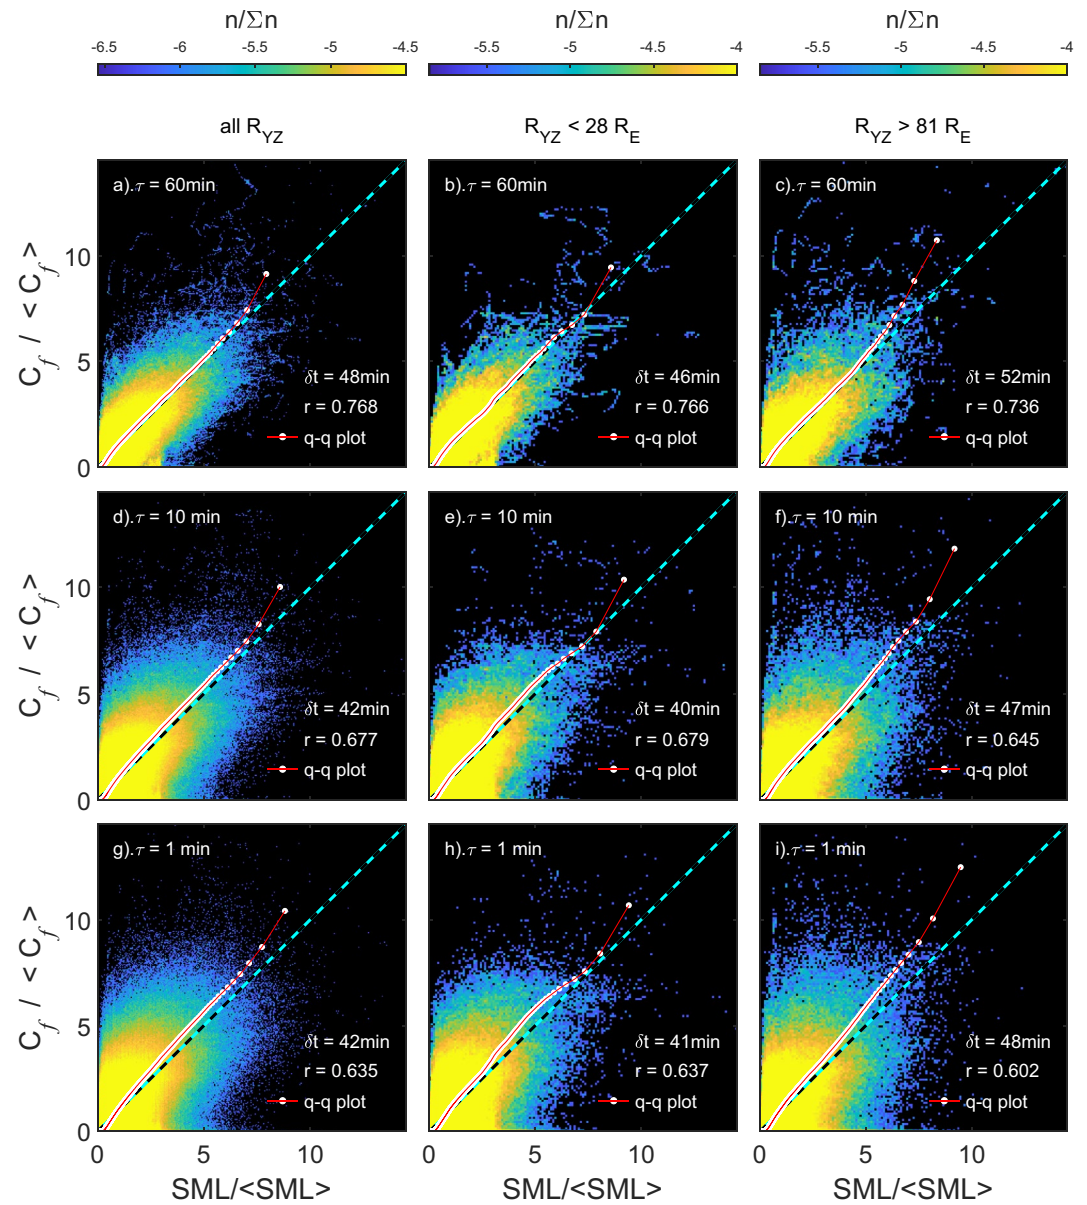 n/Σn n/Σn n/Σn
-6.5 -6 -5.5 -5 -4.5 -5.5 -5 -4.5 -4 -5.5 -5 -4.5 -4
all R_YZ R_YZ < 28 R_E R_YZ > 81 R_E
a).τ = 60min b).τ = 60min c).τ = 60min
C_f / < C_f >
10
5
0
δt = 48min δt = 46min δt = 52min
r = 0.768 r = 0.766 r = 0.736
q-q plot q-q plot q-q plot
d).τ = 10 min e).τ = 10 min f).τ = 10 min
C_f / < C_f >
10
5
0
δt = 42min δt = 40min δt = 47min
r = 0.677 r = 0.679 r = 0.645
q-q plot q-q plot q-q plot
g).τ = 1 min h).τ = 1 min i).τ = 1 min
C_f / < C_f >
10
5
0
δt = 42min δt = 41min δt = 48min
r = 0.635 r = 0.637 r = 0.602
q-q plot q-q plot q-q plot
0 5 10 0 5 10 0 5 10
SML/<SML> SML/<SML> SML/<SML>